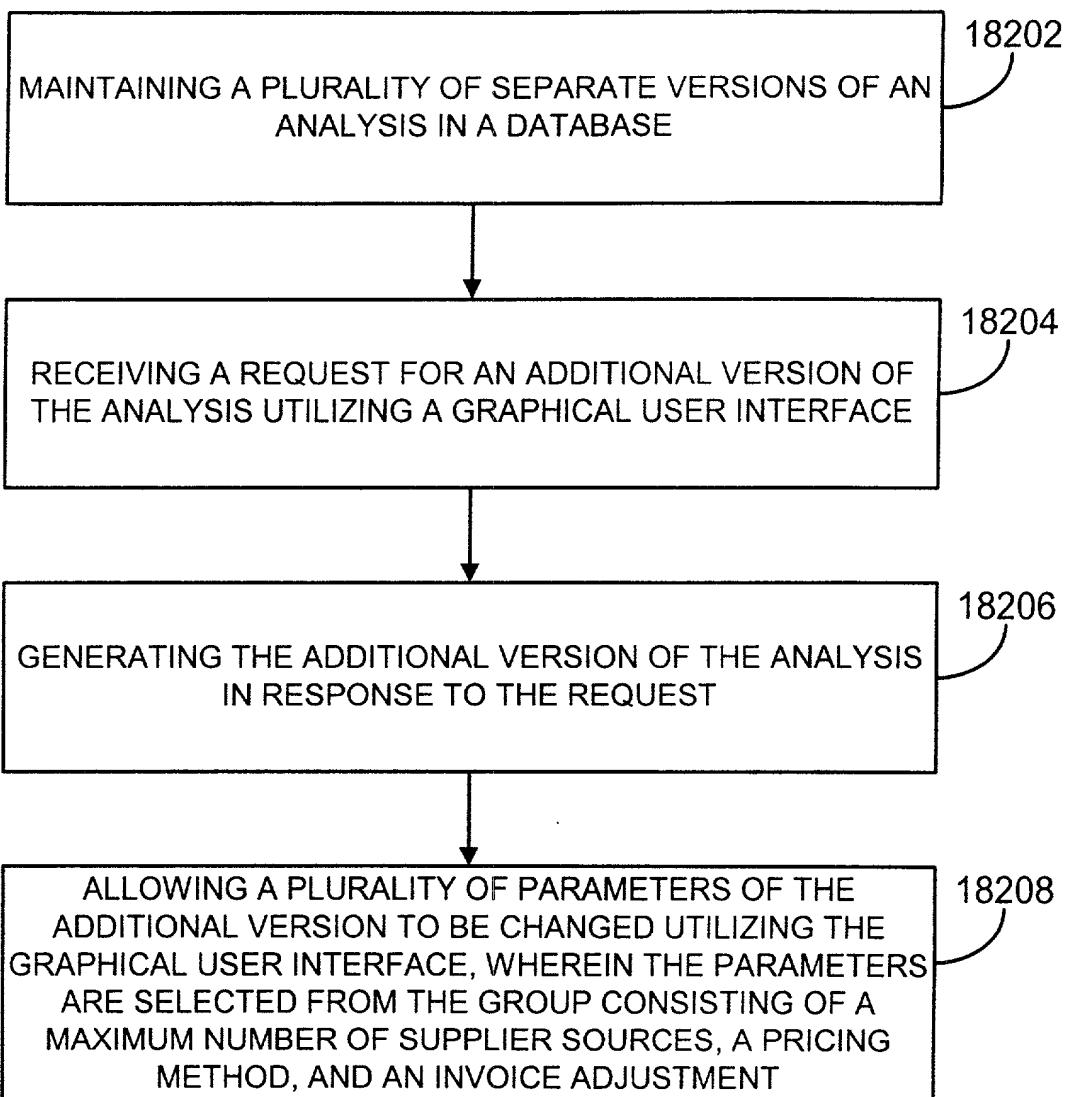 18202
MAINTAINING A PLURALITY OF SEPARATE VERSIONS OF AN
ANALYSIS IN A DATABASE
18204
RECEIVING A REQUEST FOR AN ADDITIONAL VERSION OF
THE ANALYSIS UTILIZING A GRAPHICAL USER INTERFACE
18206
GENERATING THE ADDITIONAL VERSION OF THE ANALYSIS
IN RESPONSE TO THE REQUEST
18208
ALLOWING A PLURALITY OF PARAMETERS OF THE
ADDITIONAL VERSION TO BE CHANGED UTILIZING THE
GRAPHICAL USER INTERFACE, WHEREIN THE PARAMETERS
ARE SELECTED FROM THE GROUP CONSISTING OF A
MAXIMUM NUMBER OF SUPPLIER SOURCES, A PRICING
METHOD, AND AN INVOICE ADJUSTMENT